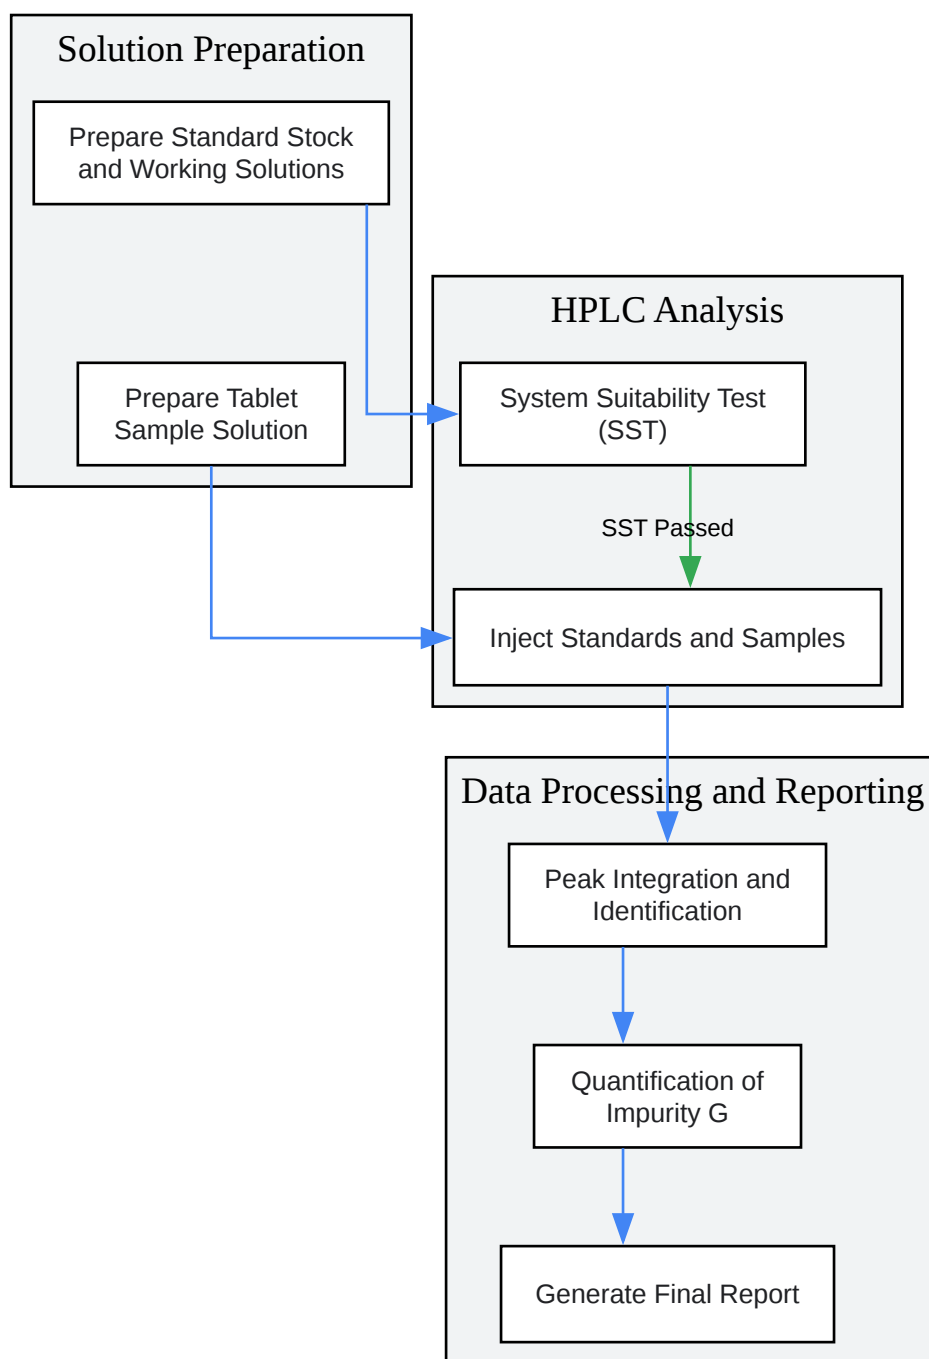 Solution Preparation
Prepare Standard Stock
and Working Solutions
Prepare Tablet
Sample Solution
HPLC Analysis
System Suitability Test
(SST)
SST Passed
Inject Standards and Samples
Data Processing and Reporting
Peak Integration and
Identification
Quantification of
Impurity G
Generate Final Report